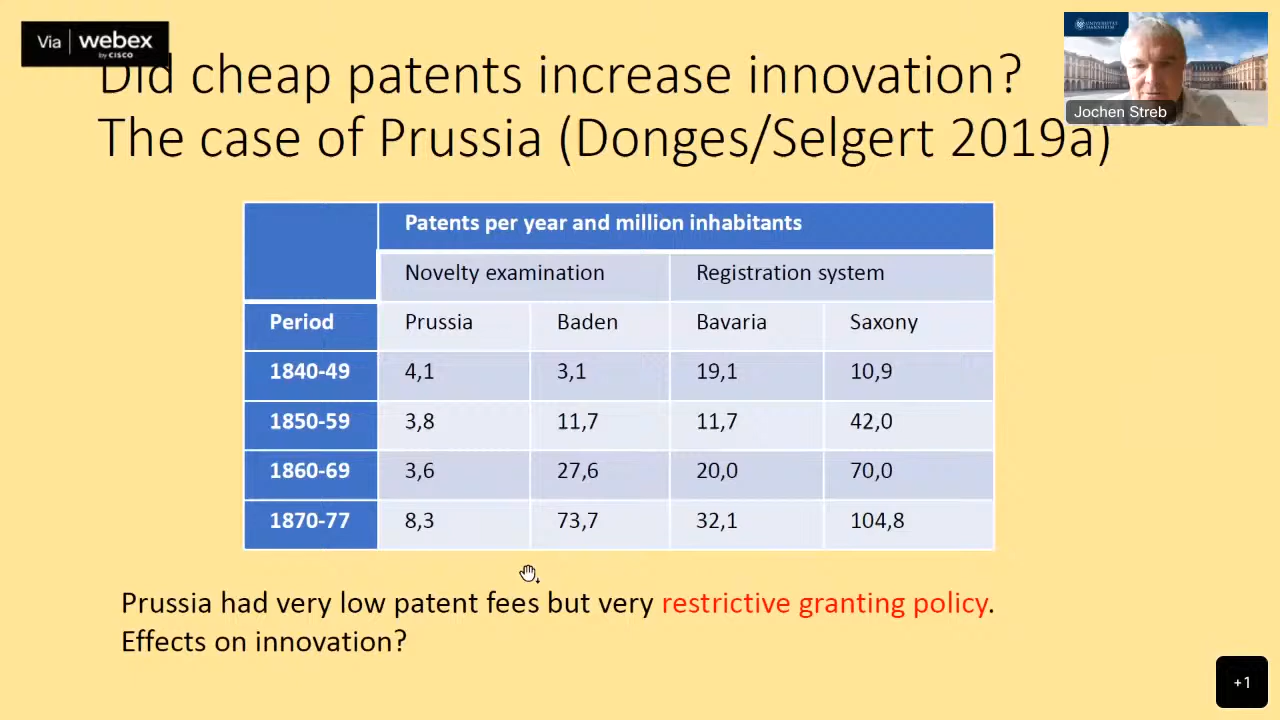 Via webex
by CISCO
Did cheap patents increase innovation?
The case of Prussia (Donges/Selgert 2019a)
UNIVERSITÄT
MANNHEIM
Jochen Streb
Patents per year and million inhabitants
Novelty examination Registration system
Period Prussia Baden Bavaria Saxony
1840-49 4,1 3,1 19,1 10,9
1850-59 3,8 11,7 11,7 42,0
1860-69 3,6 27,6 20,0 70,0
1870-77 8,3 73,7 32,1 104,8
Prussia had very low patent fees but very restrictive granting policy.
Effects on innovation?
+1